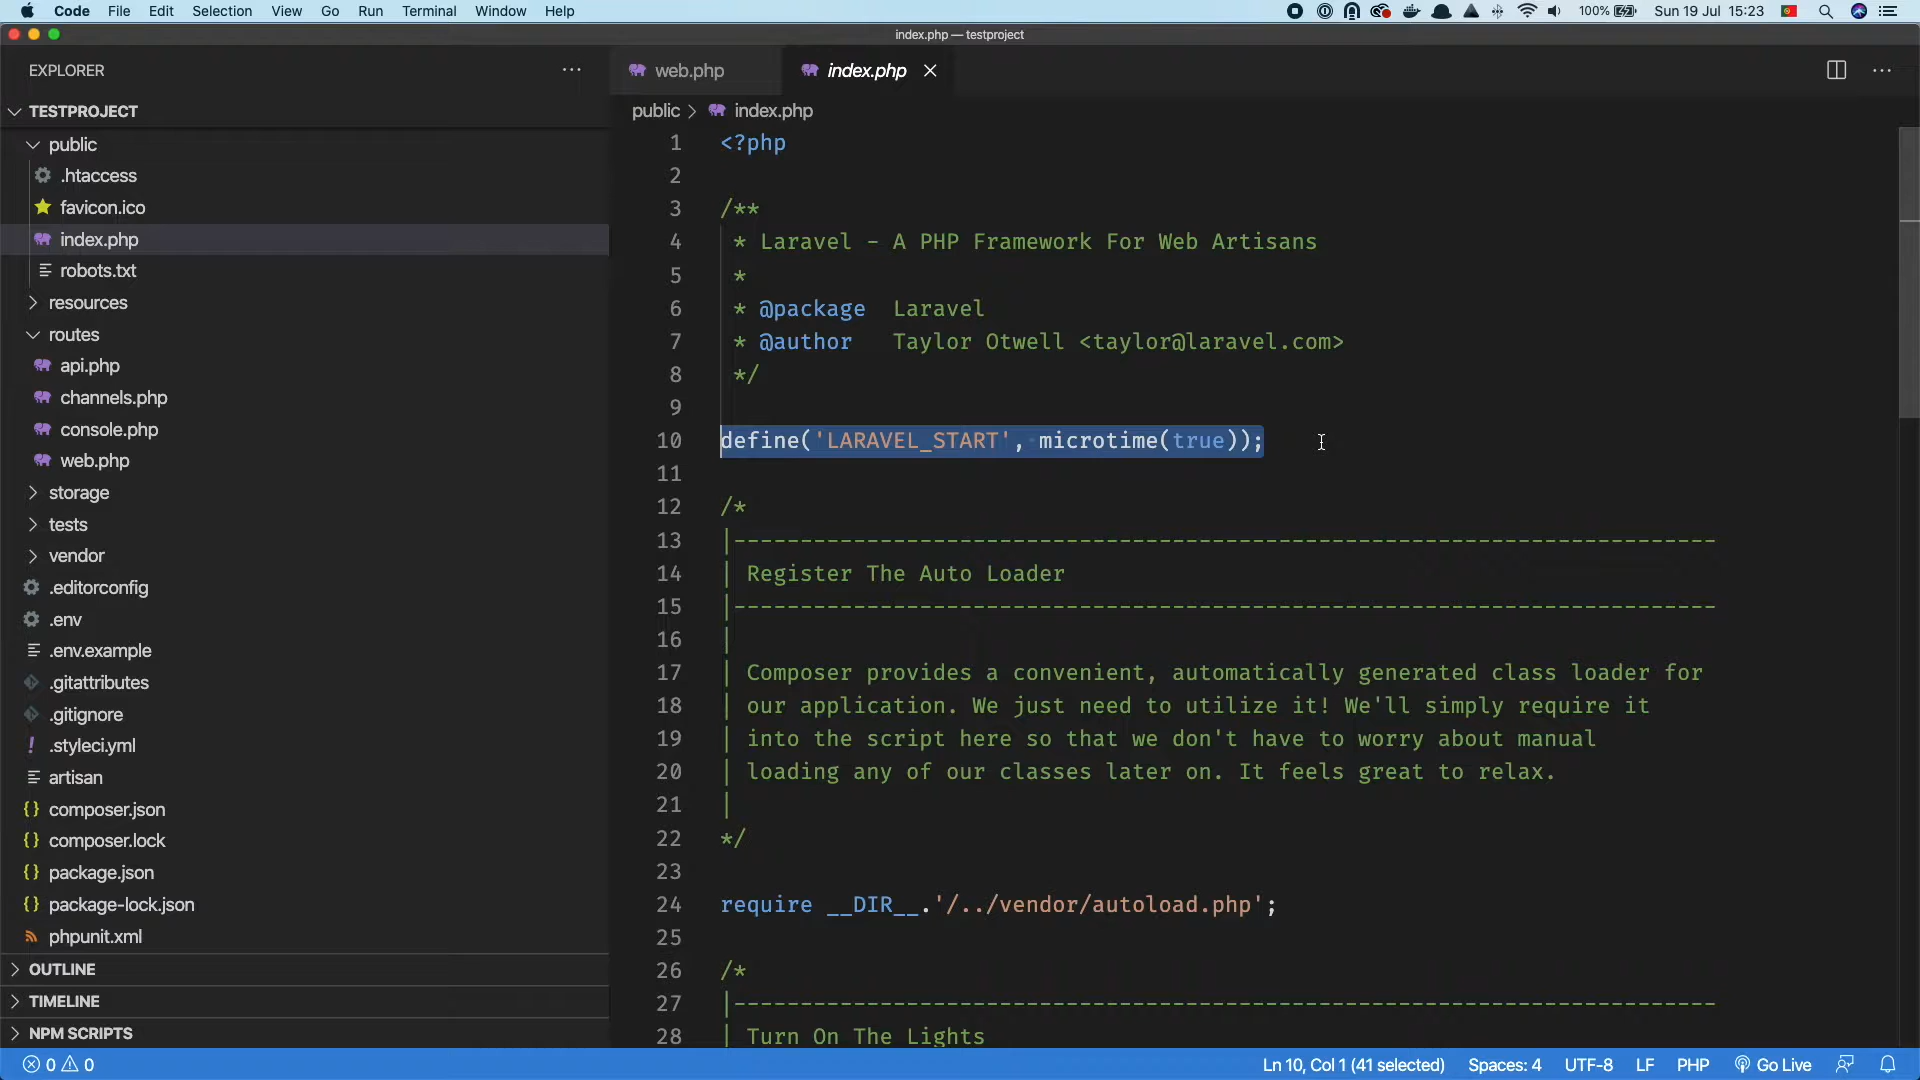 Code File Edit Selection View Go Run Terminal Window Help 100% Sun 19 Jul 15:23
index.php — testproject
EXPLORER
TESTPROJECT
public
.htaccess
favicon.ico
index.php
robots.txt
resources
routes
api.php
channels.php
console.php
web.php
storage
tests
vendor
.editorconfig
.env
.env.example
.gitattributes
.gitignore
.styleci.yml
artisan
composer.json
composer.lock
package.json
package-lock.json
phpunit.xml
OUTLINE
TIMELINE
NPM SCRIPTS
web.php index.php
public > index.php
1 <?php
2
3 /**
4 * Laravel - A PHP Framework For Web Artisans
5 *
6 * @package  Laravel
7 * @author   Taylor Otwell <taylor@laravel.com>
8 */
9
10 define('LARAVEL_START', microtime(true));
11
12 /*
13 |--------------------------------------------------------------------------
14 | Register The Auto Loader
15 |--------------------------------------------------------------------------
16 |
17 | Composer provides a convenient, automatically generated class loader for
18 | our application. We just need to utilize it! We'll simply require it
19 | into the script here so that we don't have to worry about manual
20 | loading any of our classes later on. It feels great to relax.
21 |
22 */
23
24 require __DIR__.'/../vendor/autoload.php';
25
26 /*
27 |--------------------------------------------------------------------------
28 | Turn On The Lights
0 0 Ln 10, Col 1 (41 selected) Spaces: 4 UTF-8 LF PHP Go Live